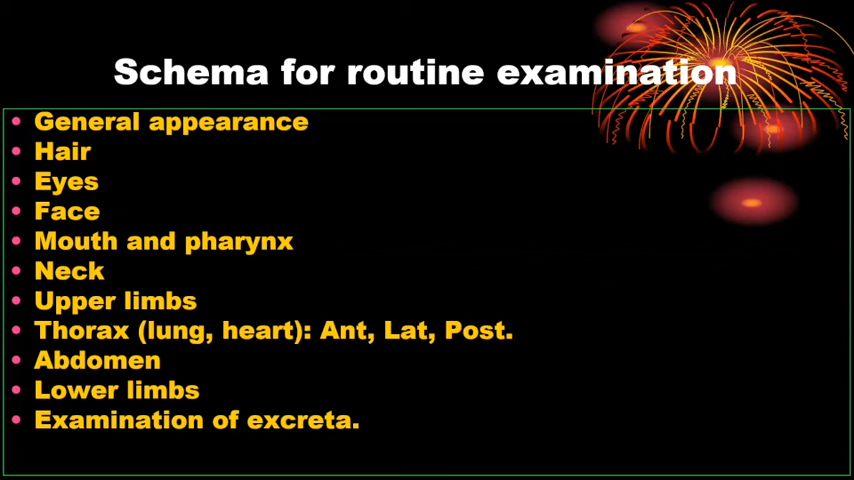 Schema for routine examination
• General appearance
• Hair
• Eyes
• Face
• Mouth and pharynx
• Neck
• Upper limbs
• Thorax (lung, heart): Ant, Lat, Post.
• Abdomen
• Lower limbs
• Examination of excreta.